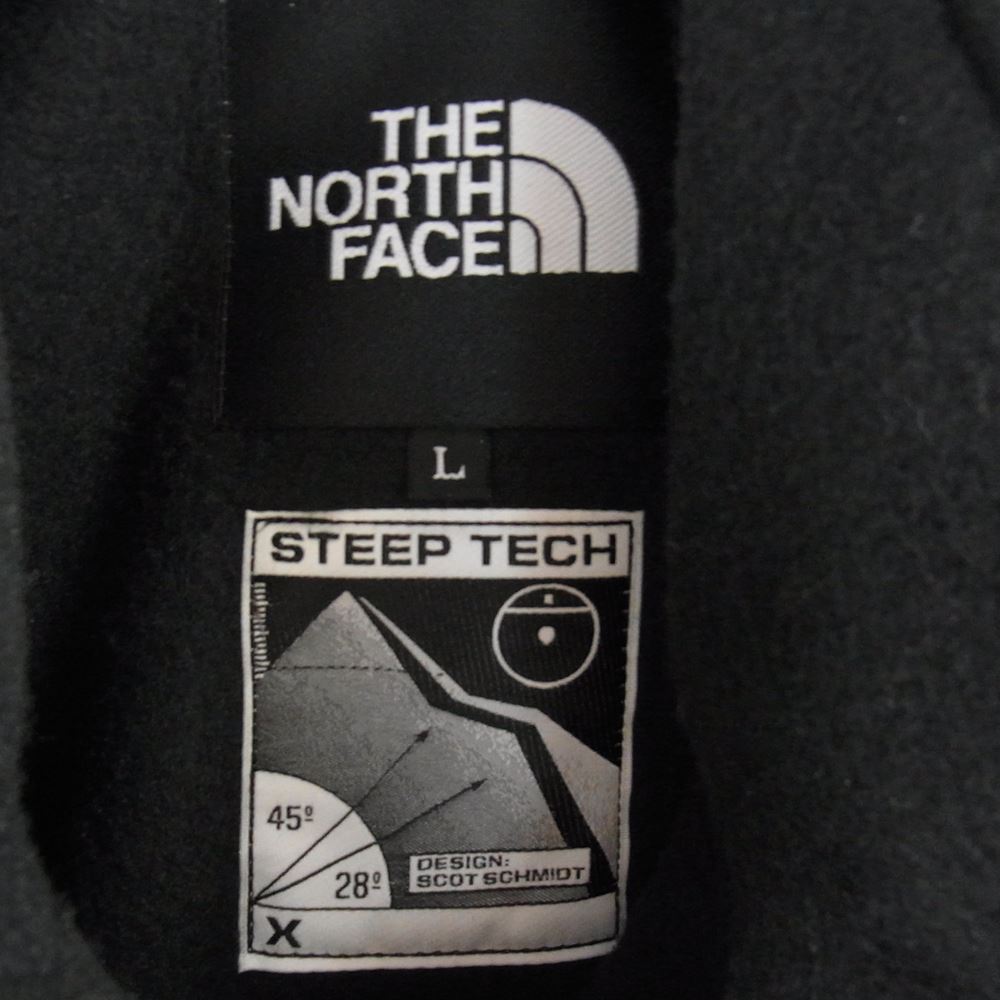 THE
NORTH
FACE
L
STEEP TECH
45º
28º
DESIGN:
SCOT SCHMIDT
X